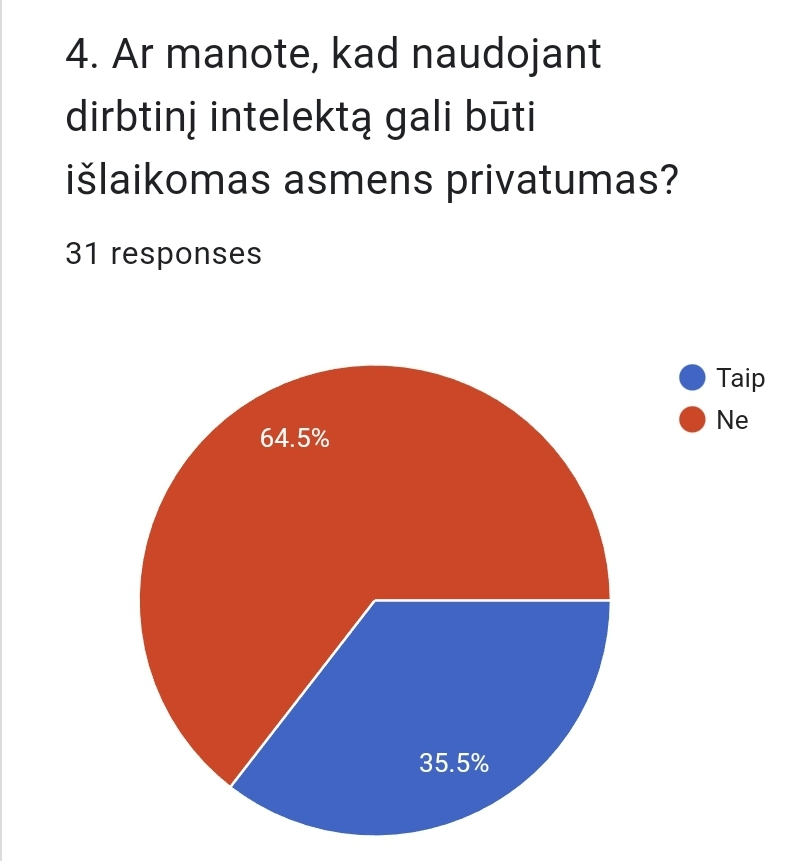 4. Ar manote, kad naudojant
dirbtinį intelektą gali būti
išlaikomas asmens privatumas?
31 responses
Taip
Ne
64.5%
35.5%